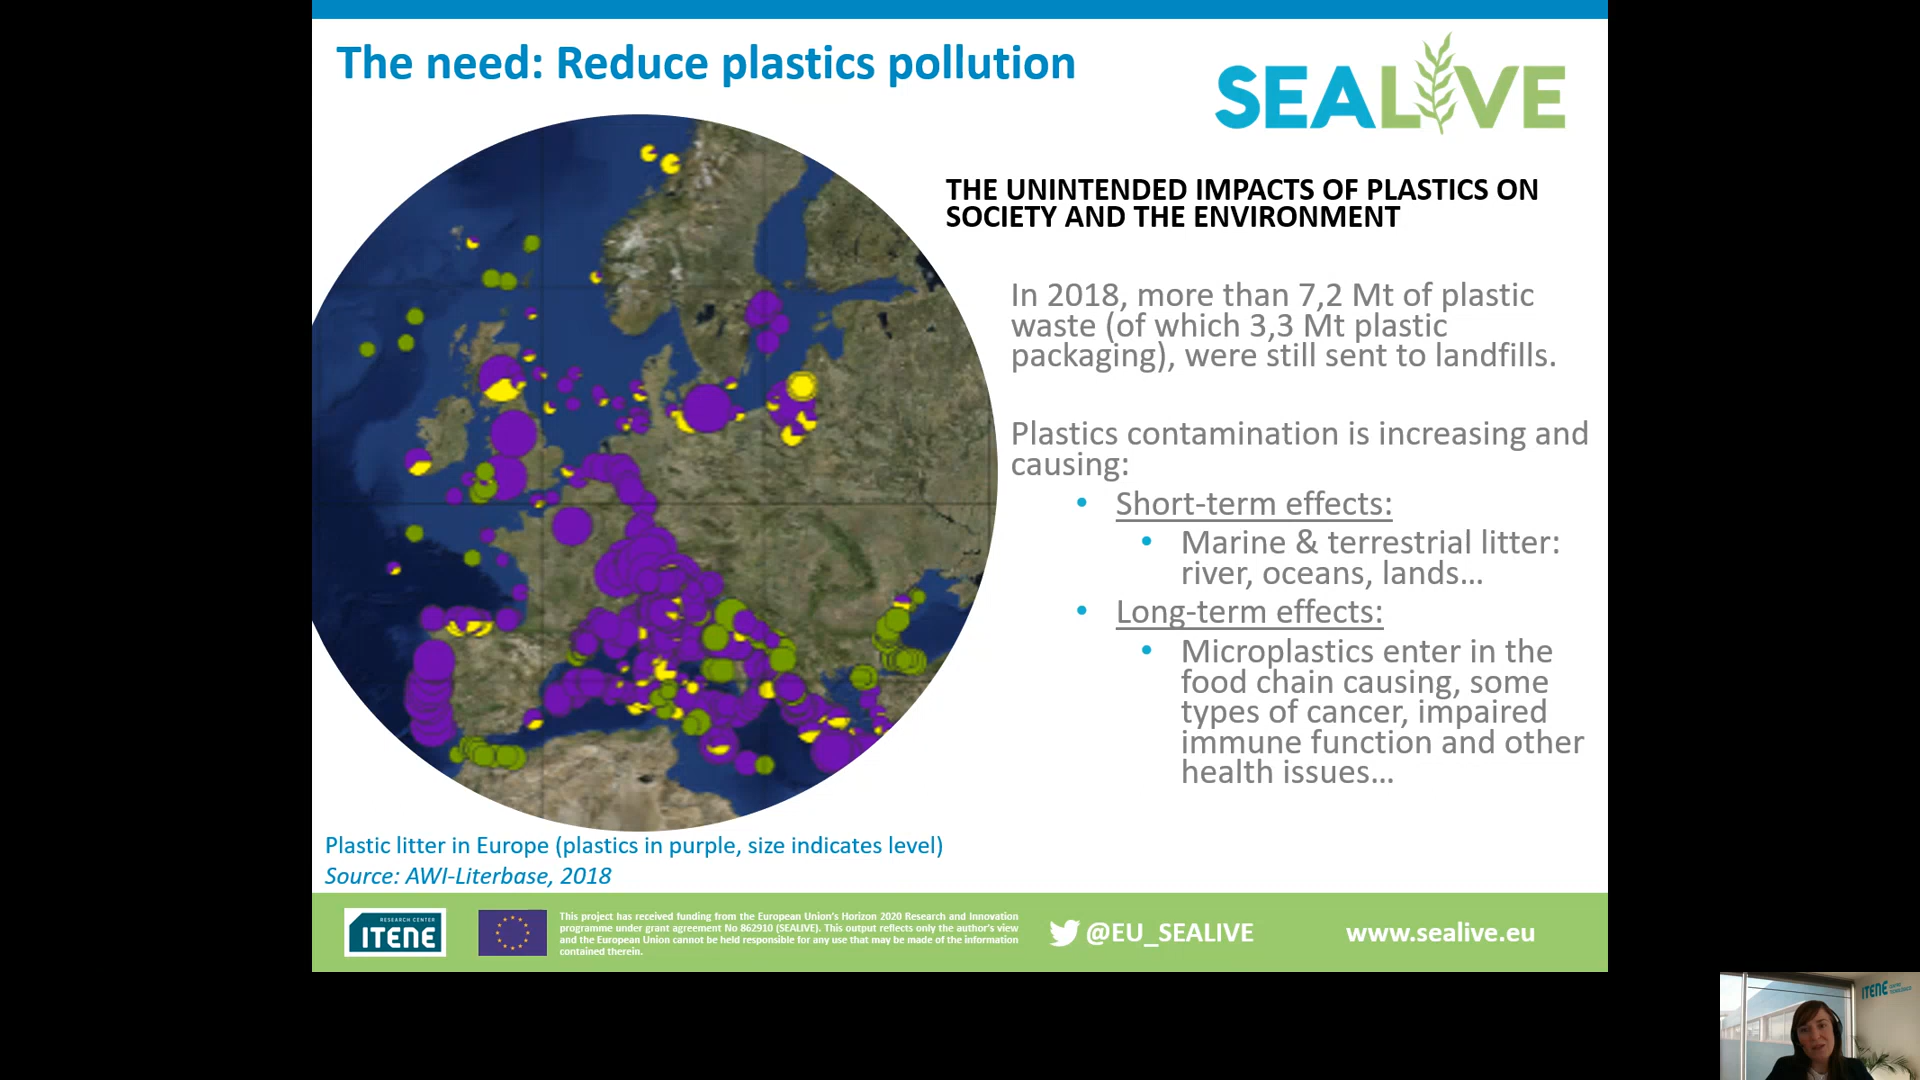 The need: Reduce plastics pollution
SEALIVE
THE UNINTENDED IMPACTS OF PLASTICS ON
SOCIETY AND THE ENVIRONMENT
In 2018, more than 7,2 Mt of plastic
waste (of which 3,3 Mt plastic
packaging), were still sent to landfills.
Plastics contamination is increasing and
causing:
• Short-term effects:
• Marine & terrestrial litter:
river, oceans, lands...
• Long-term effects:
• Microplastics enter in the
food chain causing, some
types of cancer, impaired
immune function and other
health issues...
Plastic litter in Europe (plastics in purple, size indicates level)
Source: AWI-Literbase, 2018
RESEARCH CENTER
ITENE
This project has received funding from the European Union's Horizon 2020 Research and Innovation
programme under grant agreement No 862910 (SEALIVE). This output reflects only the author's view
and the European Union cannot be held responsible for any use that may be made of the information
contained therein.
@EU_SEALIVE
www.sealive.eu
ITENE